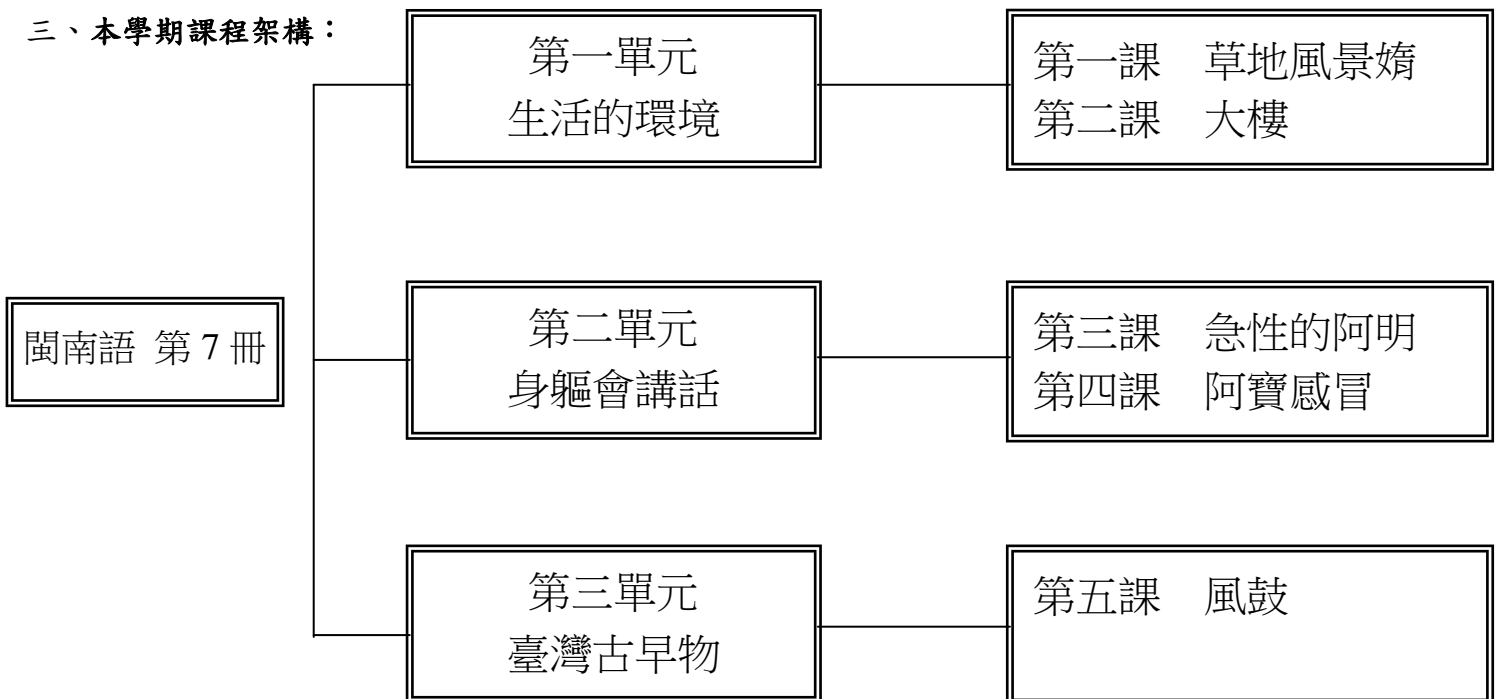 三、本學期課程架構：
第一單元
生活的環境
第一課　草地風景媠
第二課　大樓
閩南語 第 7 冊
第二單元
身軀會講話
第三課　急性的阿明
第四課　阿寶感冒
第三單元
臺灣古早物
第五課　風鼓